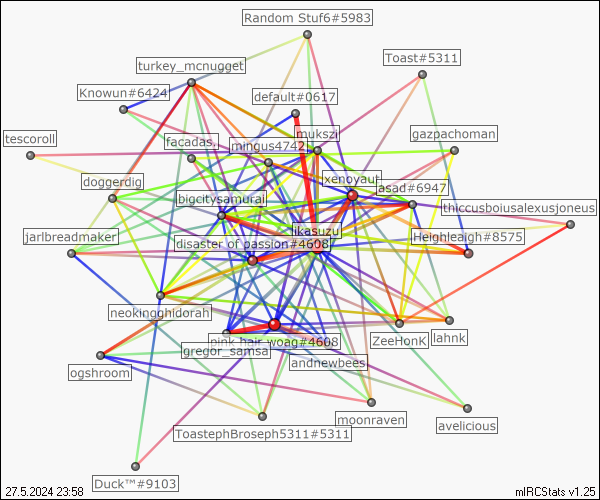 Random Stuf6#5983
Toast#5311
turkey_mcnugget
Knowun#6424
default#0617
tescoroll
facadas,
mingus4742
mukszi
gazpachoman
doggerdig
xenoyaut
asad#6947
bigcitysamurai
thiccusboiusalexusjoneus
jarlbreadmaker
disaster of passion#4608
likasuzu
Heighleigh#8575
neokingghidorah
pink hair woag#4608
gregor_samsa
ZeeHonk
lahnk
andnewbees
ogshroom
moonraven
avelicious
ToastephBroseph5311#5311
Duck™#9103
27.5.2024 23:58
mIRCStats v1.25